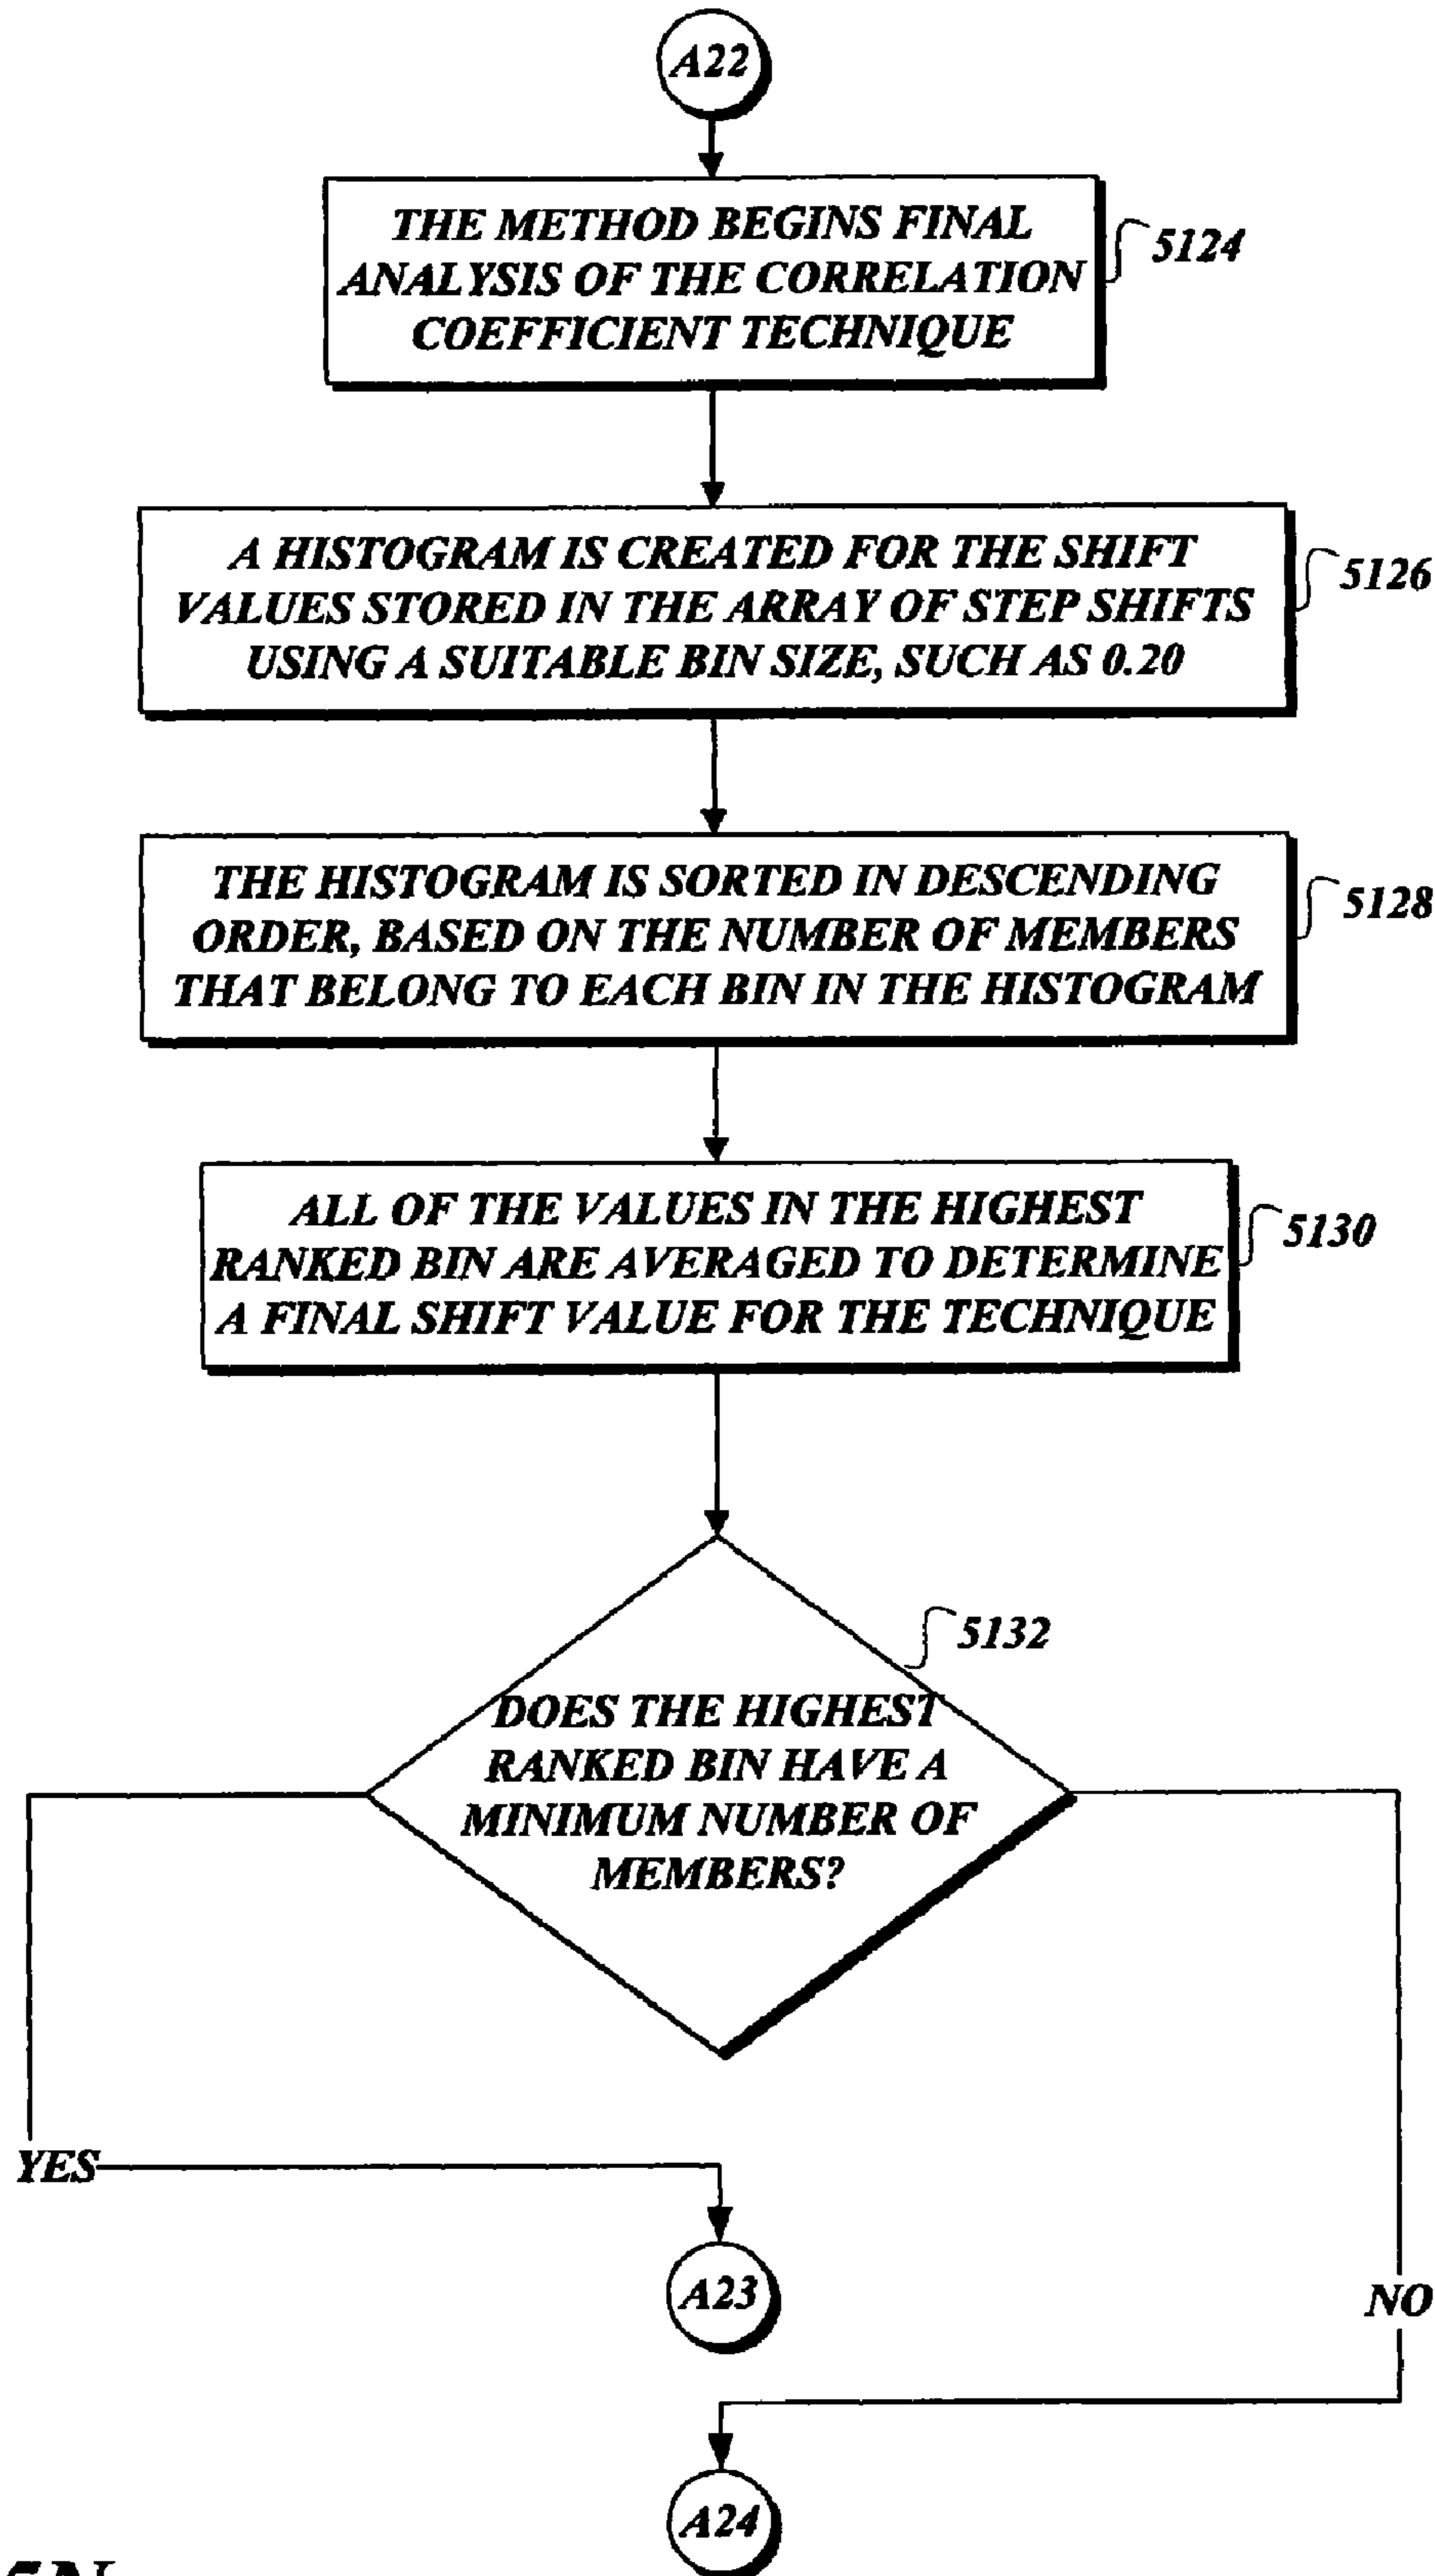 A22
THE METHOD BEGINS FINAL
ANALYSIS OF THE CORRELATION
COEFFICIENT TECHNIQUE
5124
A HISTOGRAM IS CREATED FOR THE SHIFT
VALUES STORED IN THE ARRAY OF STEP SHIFTS
USING A SUITABLE BIN SIZE, SUCH AS 0.20
5126
THE HISTOGRAM IS SORTED IN DESCENDING
ORDER, BASED ON THE NUMBER OF MEMBERS
THAT BELONG TO EACH BIN IN THE HISTOGRAM
5128
ALL OF THE VALUES IN THE HIGHEST
RANKED BIN ARE AVERAGED TO DETERMINE
A FINAL SHIFT VALUE FOR THE TECHNIQUE
5130
5132
DOES THE HIGHEST
RANKED BIN HAVE A
MINIMUM NUMBER OF
MEMBERS?
YES
A23
NO
A24